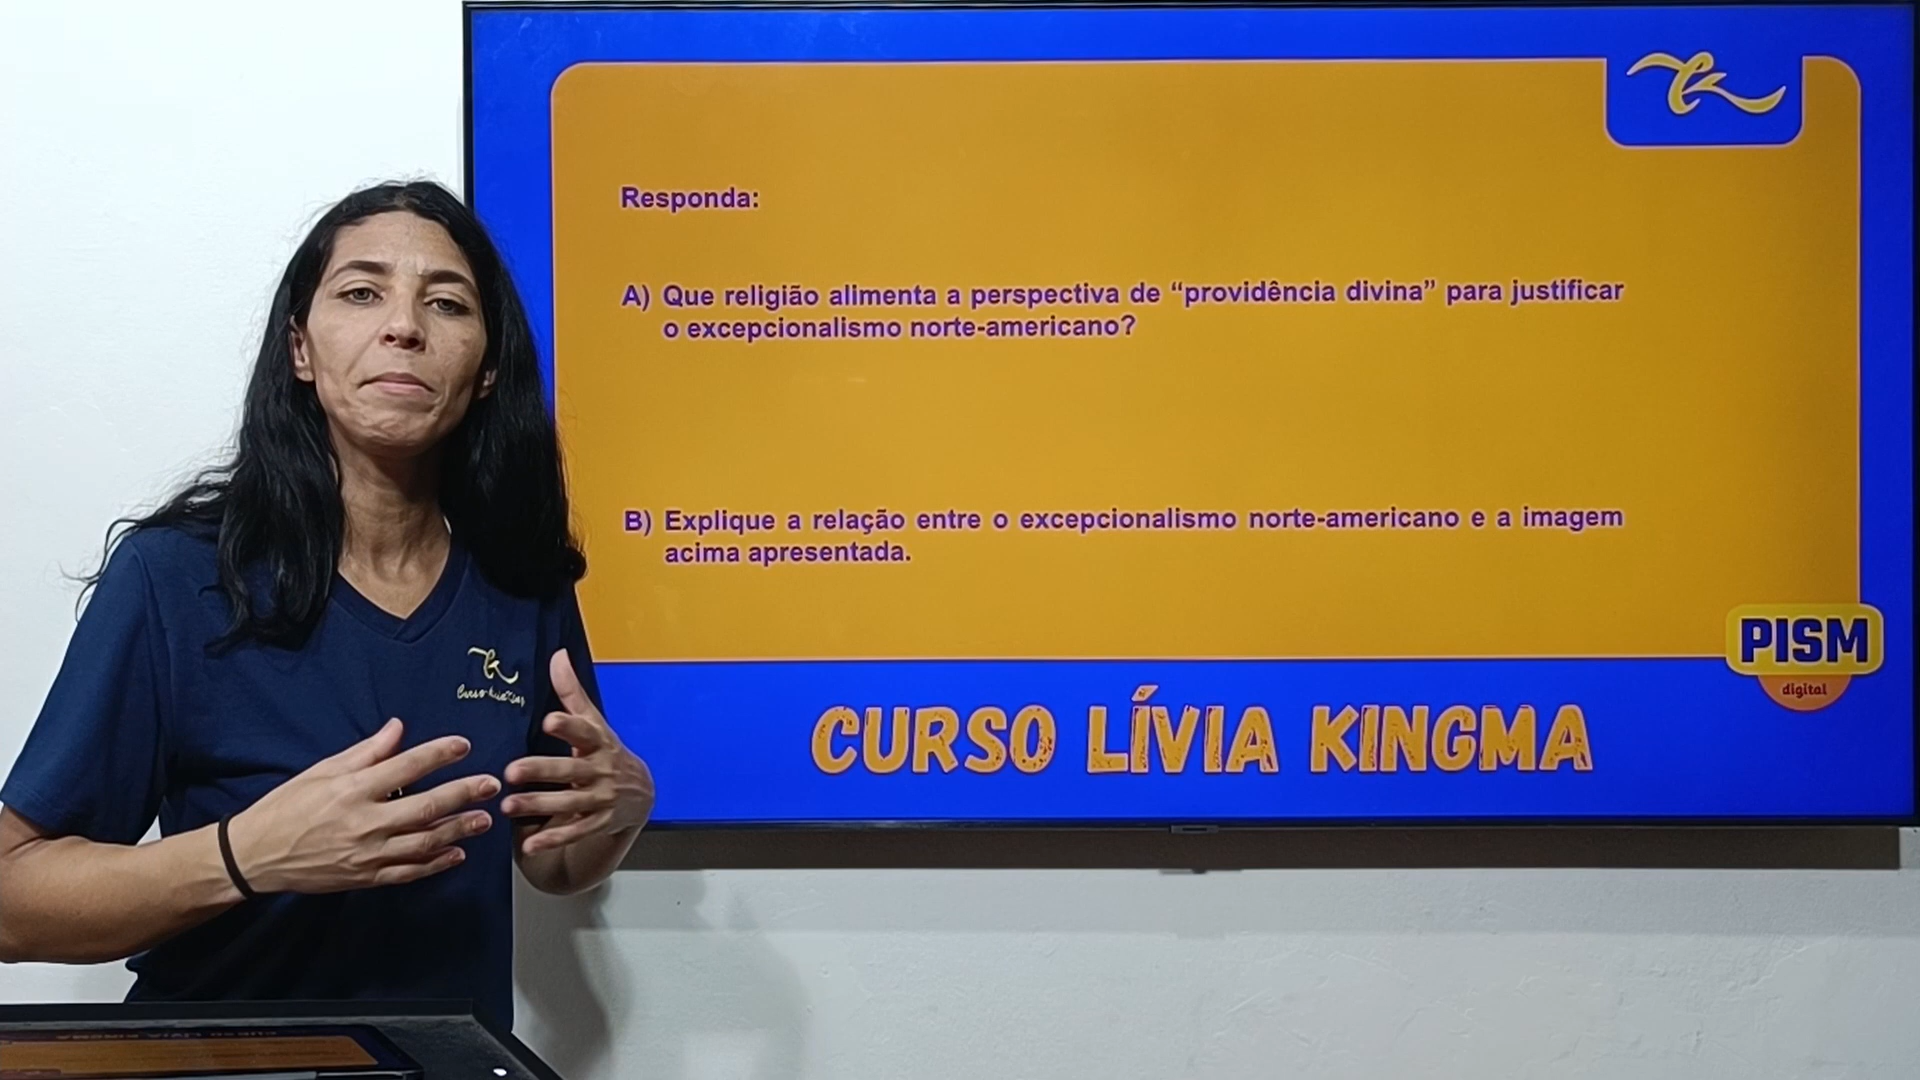 Responda:
A) Que religião alimenta a perspectiva de “providência divina” para justificar
o excepcionalismo norte-americano?
B) Explique a relação entre o excepcionalismo norte-americano e a imagem
acima apresentada.
PISM
digital
CURSO LÍVIA KINGMA